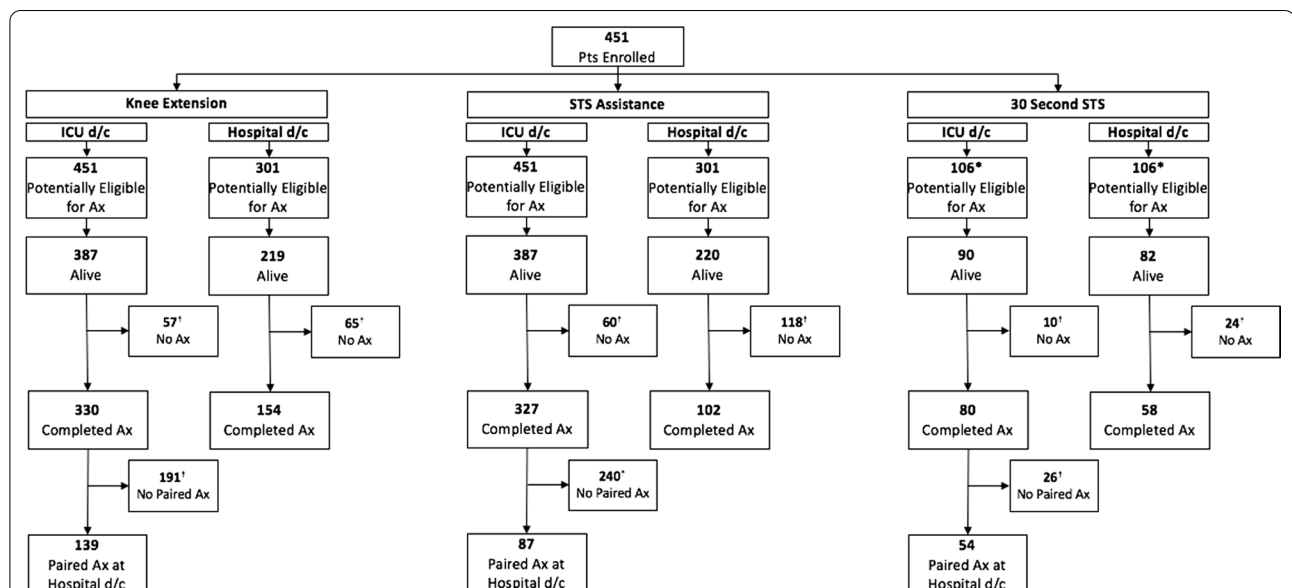 451
Pts Enrolled
Knee Extension
ICU d/c
451
Potentially Eligible
for Ax
387
Alive
57†
No Ax
330
Completed Ax
191†
No Paired Ax
139
Paired Ax at
Hospital d/c
Hospital d/c
301
Potentially Eligible
for Ax
219
Alive
65†
No Ax
154
Completed Ax
STS Assistance
ICU d/c
451
Potentially Eligible
for Ax
387
Alive
60†
No Ax
327
Completed Ax
240*
No Paired Ax
87
Paired Ax at
Hospital d/c
Hospital d/c
301
Potentially Eligible
for Ax
220
Alive
118†
No Ax
102
Completed Ax
30 Second STS
ICU d/c
106*
Potentially Eligible
for Ax
90
Alive
10†
No Ax
80
Completed Ax
26†
No Paired Ax
54
Paired Ax at
Hospital d/c
Hospital d/c
106*
Potentially Eligible
for Ax
82
Alive
24†
No Ax
58
Completed Ax